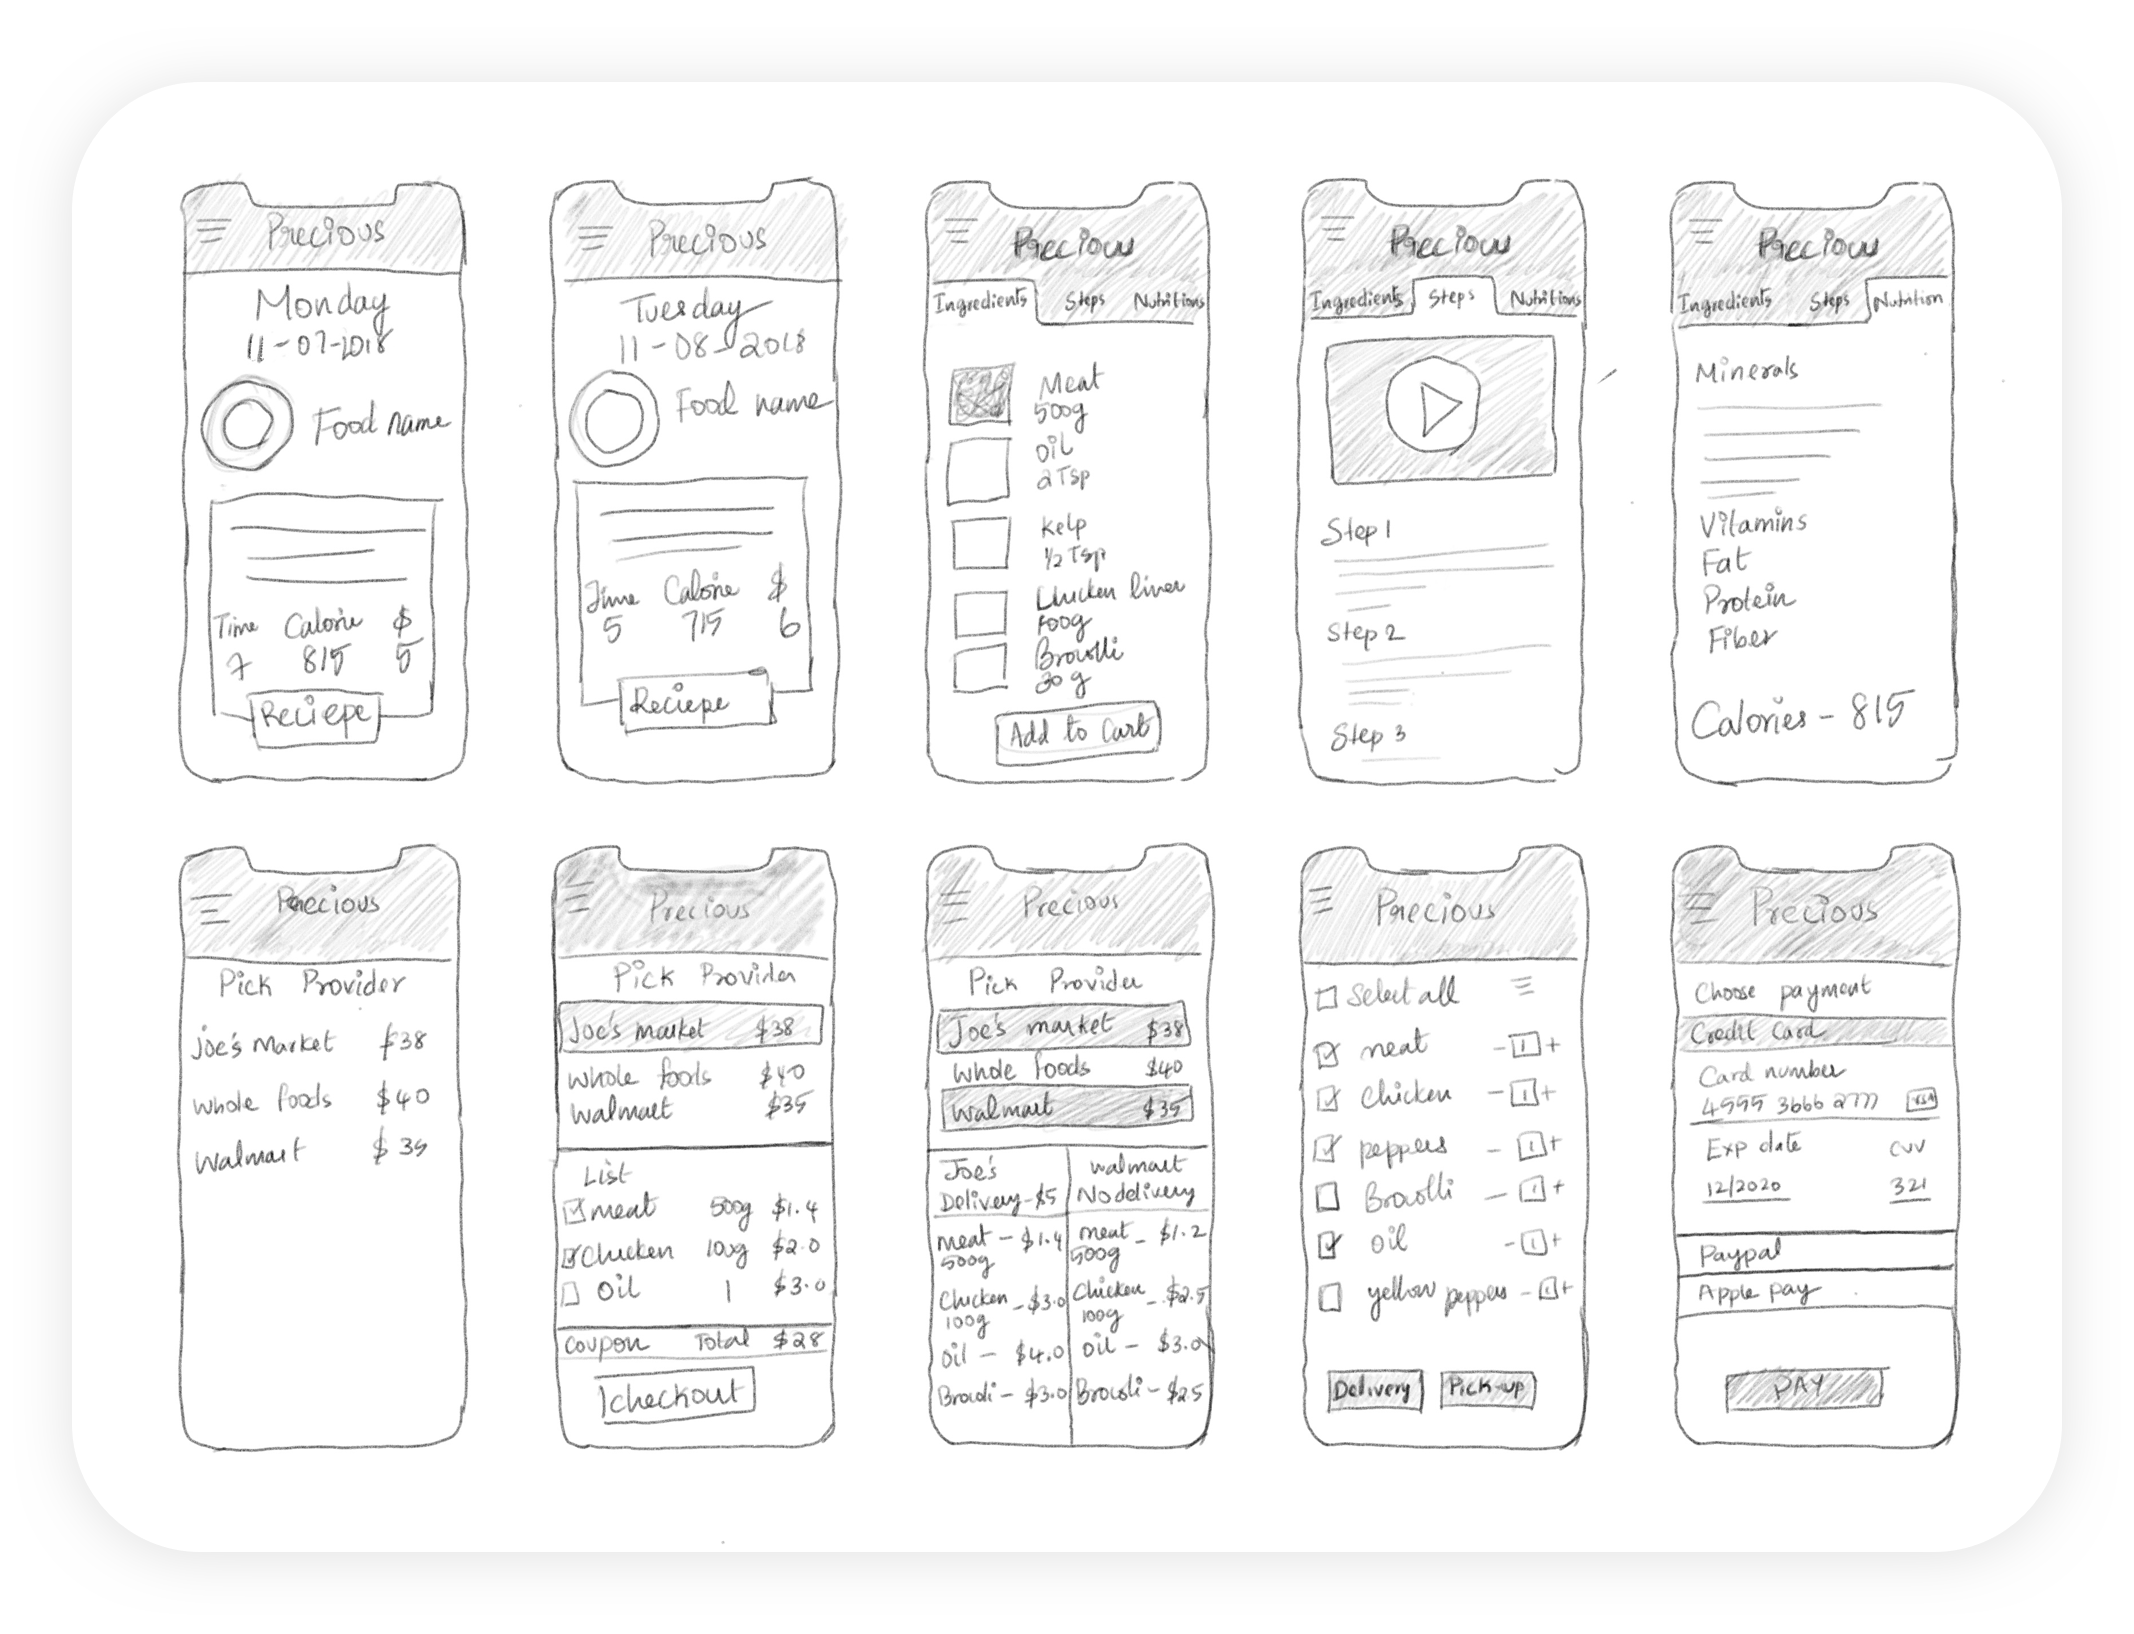 Precious
Monday
11-07-2018
Food name
Time Calorie $
7 815 5
Reciepe
Precious
Tuesday
11-08-2018
Food name
Time Calorie $
5 715 6
Reciepe
Precious
Ingredients Steps Nutritions
Meat
500g
Oil
2 Tsp
Kelp
1/2 Tsp
Chicken liver
100g
Brocolli
30 g
Add to Cart
Precious
Ingredients Steps Nutritions
Step 1
Step 2
Step 3
Precious
Ingredients Steps Nutrition
Minerals
Vitamins
Fat
Protein
Fiber
Calories - 815
Precious
Pick Provider
Joe's Market $38
Whole foods $40
Walmart $35
Precious
Pick Provider
Joe's market $38
Whole foods $40
Walmart $35
List
meat 500g $1.4
Chicken 100g $2.0
Oil 1 $3.0
Coupon Total $28
checkout
Precious
Pick Provider
Joe's market $38
Whole foods $40
Walmart $35
Joe's
Delivery-$5
meat - $1.4
500g
Chicken - $3.0
100g
Oil - $4.0
Brocoli - $3.0
walmart
No delivery
meat - $1.2
500g
Chicken - $2.5
100g
Oil - $3.0
Brocoli - $2.5
Precious
Select all
meat - 1 +
Chicken - 1 +
peppers - 1 +
Brocolli - 1 +
oil - 1 +
yellow peppers - 1 +
Delivery Pick-up
Precious
Choose payment
Credit Card
Card number
3666 VISA
Exp date CVV
12/2020 321
Paypal
Apple pay
PAY